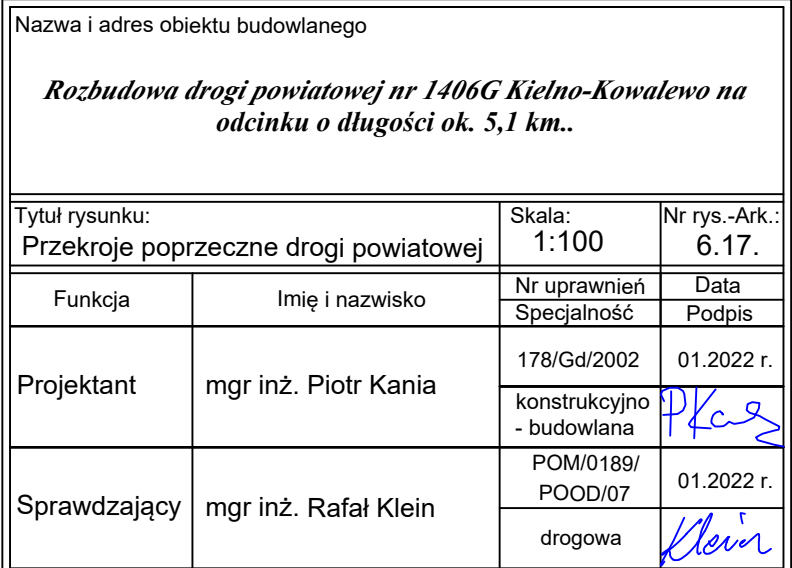 Nazwa i adres obiektu budowlanego
Rozbudowa drogi powiatowej nr 1406G Kielno-Kowalewo na
odcinku o długości ok. 5,1 km..
Tytuł rysunku:
Przekroje poprzeczne drogi powiatowej
Skala:
1:100
Nr rys.-Ark.:
6.17.
Funkcja
Imię i nazwisko
Nr uprawnień
Specjalność
Data
Podpis
Projektant
mgr inż. Piotr Kania
178/Gd/2002
01.2022 r.
konstrukcyjno
- budowlana
Sprawdzający
mgr inż. Rafał Klein
POM/0189/
POOD/07
01.2022 r.
drogowa
Klein